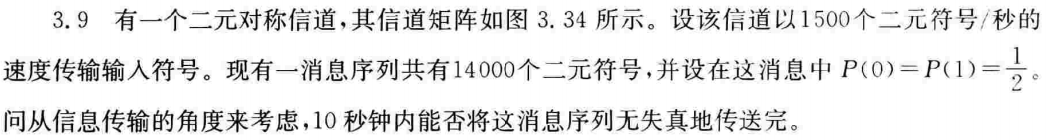 3.9 有一个二元对称信道,其信道矩阵如图 3.34 所示。设该信道以1500个二元符号/秒的
速度传输输入符号。现有一消息序列共有14000个二元符号,并设在这消息中 P(0)=P(1)=1/2。
问从信息传输的角度来考虑,10 秒钟内能否将这消息序列无失真地传送完。